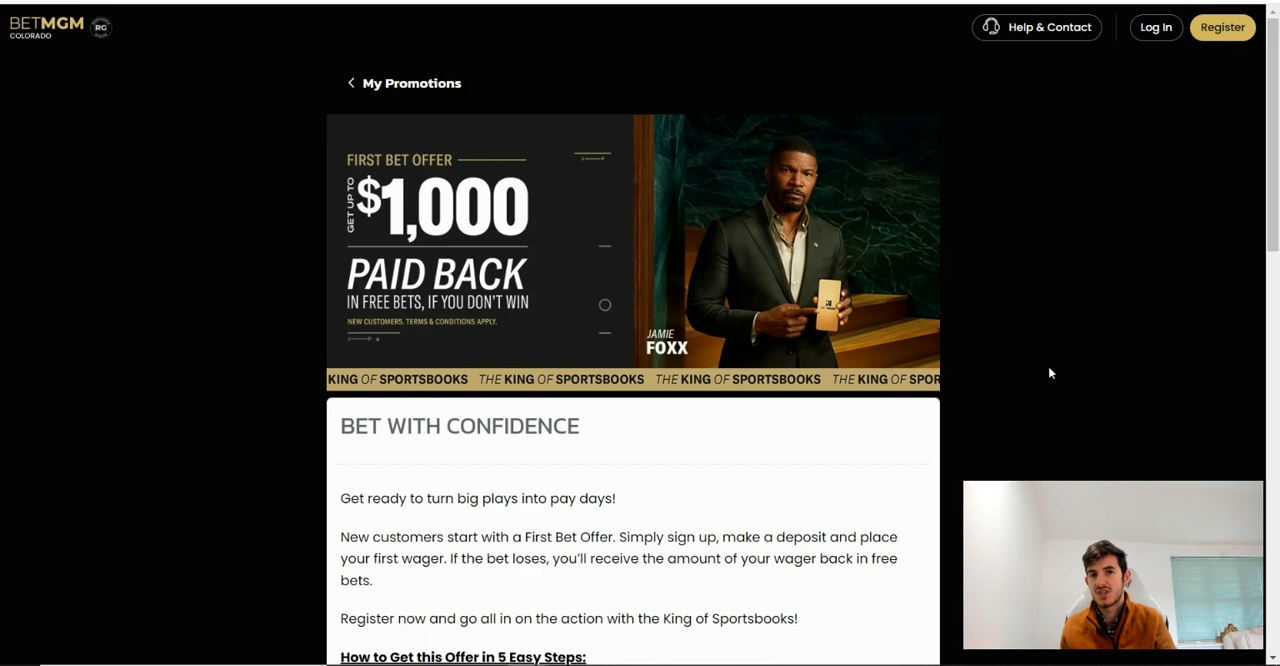 BETMGM
COLORADO
RG
Help & Contact
Log In
Register
My Promotions
FIRST BET OFFER
GET UP TO
$1,000
PAID BACK
IN FREE BETS, IF YOU DON'T WIN
NEW CUSTOMERS. TERMS & CONDITIONS APPLY.
JAMIE
FOXX
KING OF SPORTSBOOKS THE KING OF SPORTSBOOKS THE KING OF SPORTSBOOKS THE KING OF SPOR
BET WITH CONFIDENCE
Get ready to turn big plays into pay days!
New customers start with a First Bet Offer. Simply sign up, make a deposit and place
your first wager. If the bet loses, you'll receive the amount of your wager back in free
bets.
Register now and go all in on the action with the King of Sportsbooks!
How to Get this Offer in 5 Easy Steps: